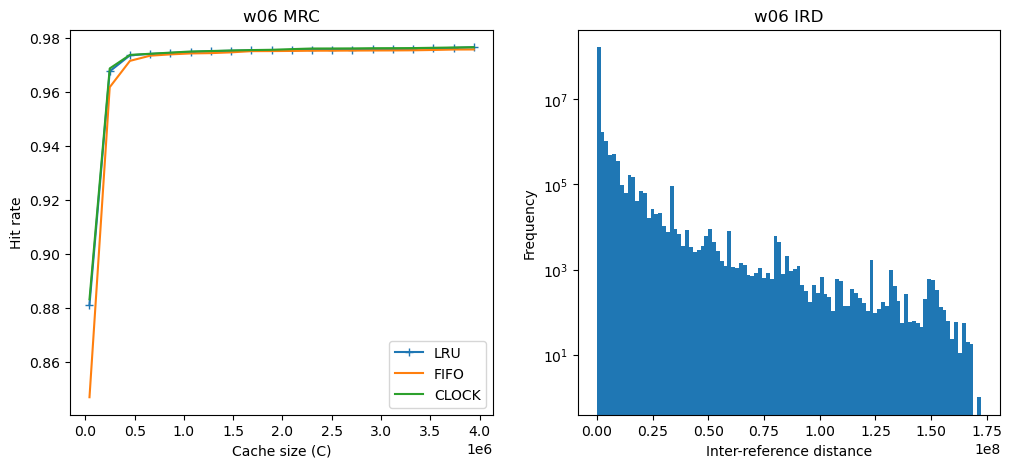 w06 MRC
0.98
0.96
0.94
0.92
0.90
0.88
0.86
Hit rate
LRU
FIFO
CLOCK
0.0 0.5 1.0 1.5 2.0 2.5 3.0 3.5 4.0
1e6
Cache size (C)
w06 IRD
10^7
10^5
10^3
10^1
Frequency
0.00 0.25 0.50 0.75 1.00 1.25 1.50 1.75
1e8
Inter-reference distance